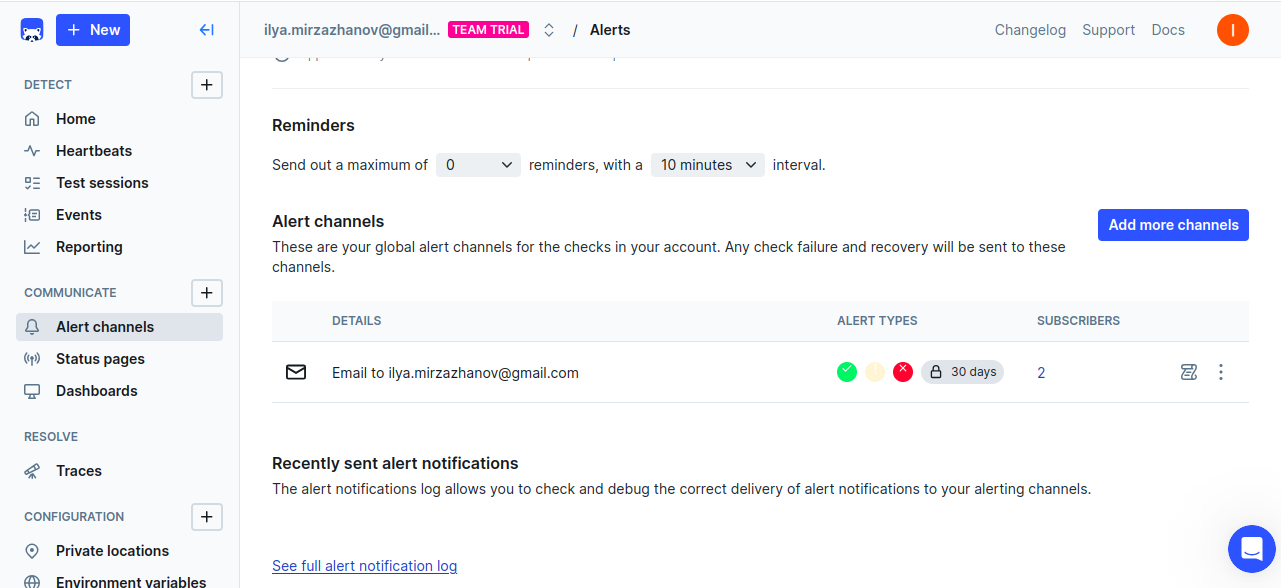 New
ilya.mirzazhanov@gmail... TEAM TRIAL / Alerts
Changelog Support Docs
I
DETECT
Home
Heartbeats
Test sessions
Events
Reporting
COMMUNICATE
Alert channels
Status pages
Dashboards
RESOLVE
Traces
CONFIGURATION
Private locations
Environment variables
Reminders
Send out a maximum of 0 reminders, with a 10 minutes interval.
Alert channels
Add more channels
These are your global alert channels for the checks in your account. Any check failure and recovery will be sent to these
channels.
DETAILS ALERT TYPES SUBSCRIBERS
Email to ilya.mirzazhanov@gmail.com 30 days 2
Recently sent alert notifications
The alert notifications log allows you to check and debug the correct delivery of alert notifications to your alerting channels.
See full alert notification log